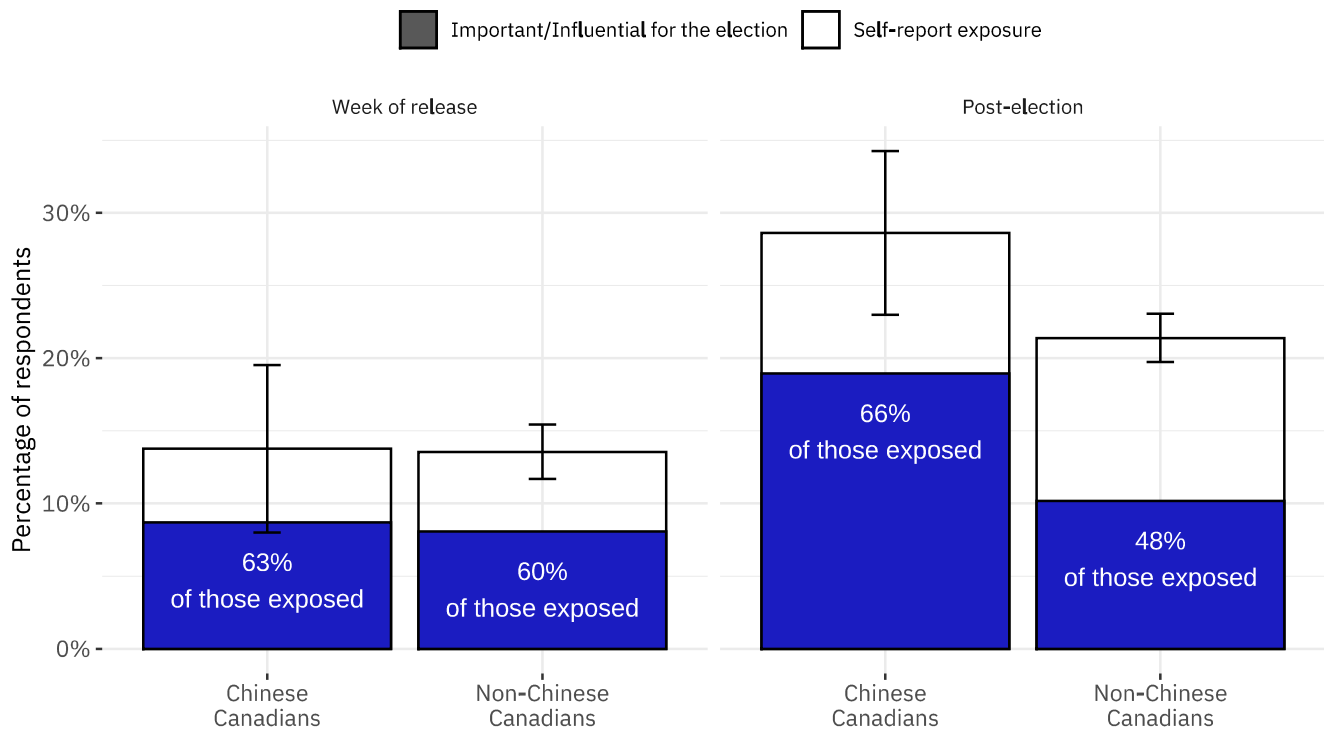 Important/Influential for the election
Self-report exposure
Week of release
Post-election
Percentage of respondents
30%
20%
10%
0%
63%
of those exposed
60%
of those exposed
66%
of those exposed
48%
of those exposed
Chinese
Canadians
Non-Chinese
Canadians
Chinese
Canadians
Non-Chinese
Canadians